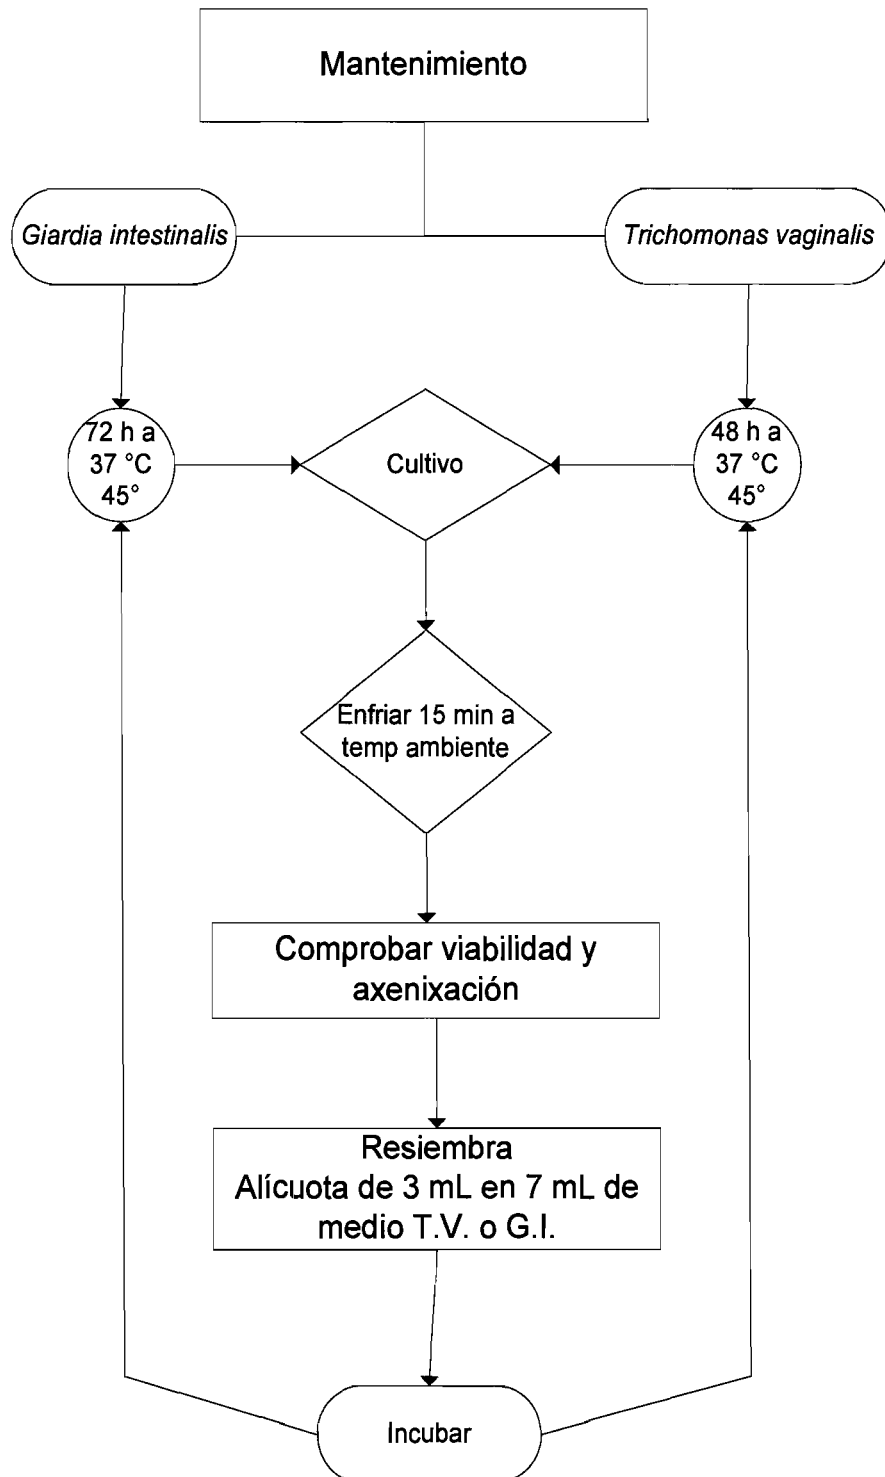 Mantenimiento
Giardia intestinalis
Trichomonas vaginalis
72 h a
37 °C
45°
Cultivo
48 h a
37 °C
45°
Enfriar 15 min a
temp ambiente
Comprobar viabilidad y
axenixación
Resiembra
Alícuota de 3 mL en 7 mL de
medio T.V. o G.I.
Incubar